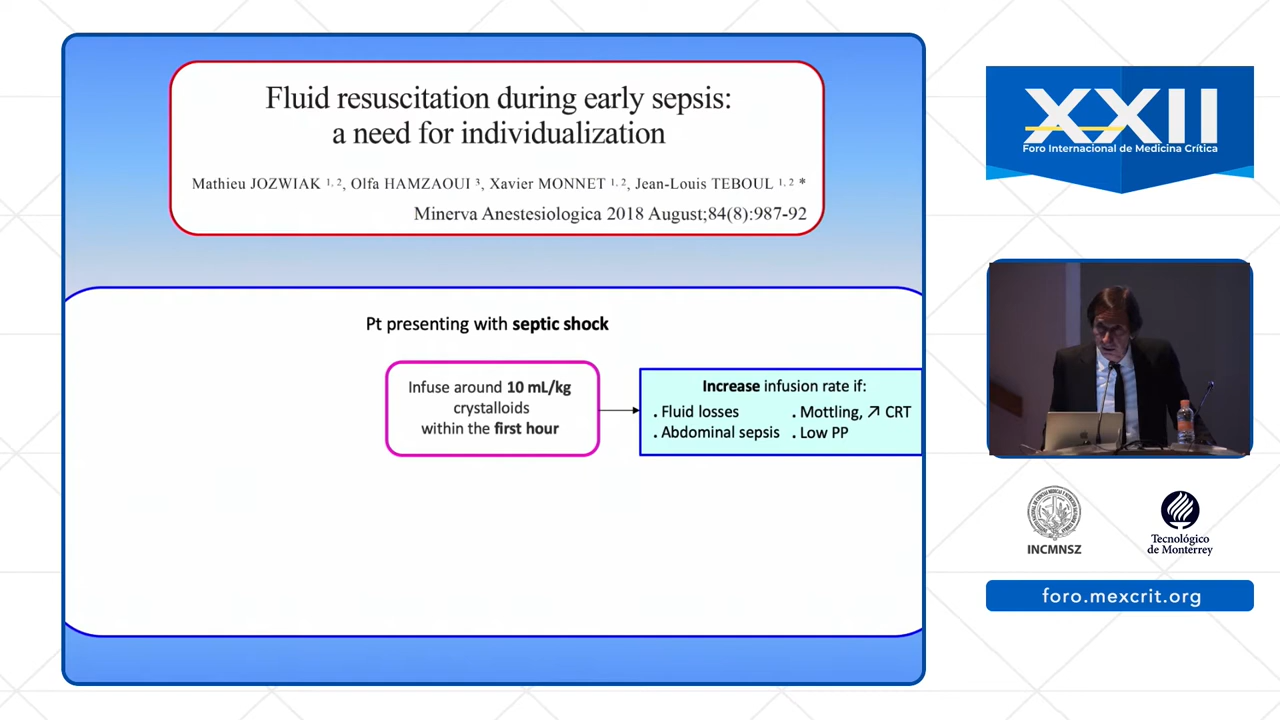 Fluid resuscitation during early sepsis:
a need for individualization
Mathieu JOZWIAK 1, 2, Olfa HAMZAOUI 3, Xavier MONNET 1, 2, Jean-Louis TEBOUL 1, 2 *
Minerva Anestesiologica 2018 August;84(8):987-92
Pt presenting with septic shock
Infuse around 10 mL/kg
crystalloids
within the first hour
Increase infusion rate if:
. Fluid losses
. Abdominal sepsis
. Mottling, ↗ CRT
. Low PP
XXII
Foro Internacional de Medicina Crítica
INCMNSZ
Tecnológico
de Monterrey
foro.mexcrit.org